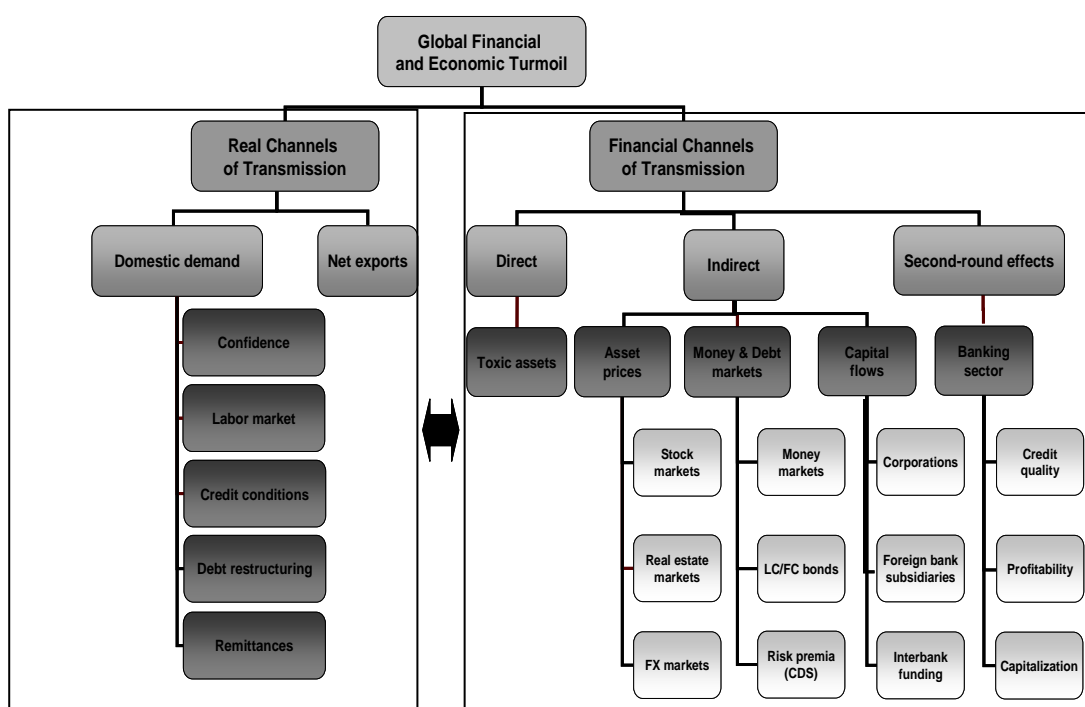 Global Financial
and Economic Turmoil
Real Channels
of Transmission
Financial Channels
of Transmission
Domestic demand
Net exports
Direct
Indirect
Second-round effects
Confidence
Labor market
Credit conditions
Debt restructuring
Remittances
Toxic assets
Asset
prices
Money & Debt
markets
Capital
flows
Banking
sector
Stock
markets
Money
markets
Corporations
Credit
quality
Real estate
markets
LC/FC bonds
Foreign bank
subsidiaries
Profitability
FX markets
Risk premia
(CDS)
Interbank
funding
Capitalization